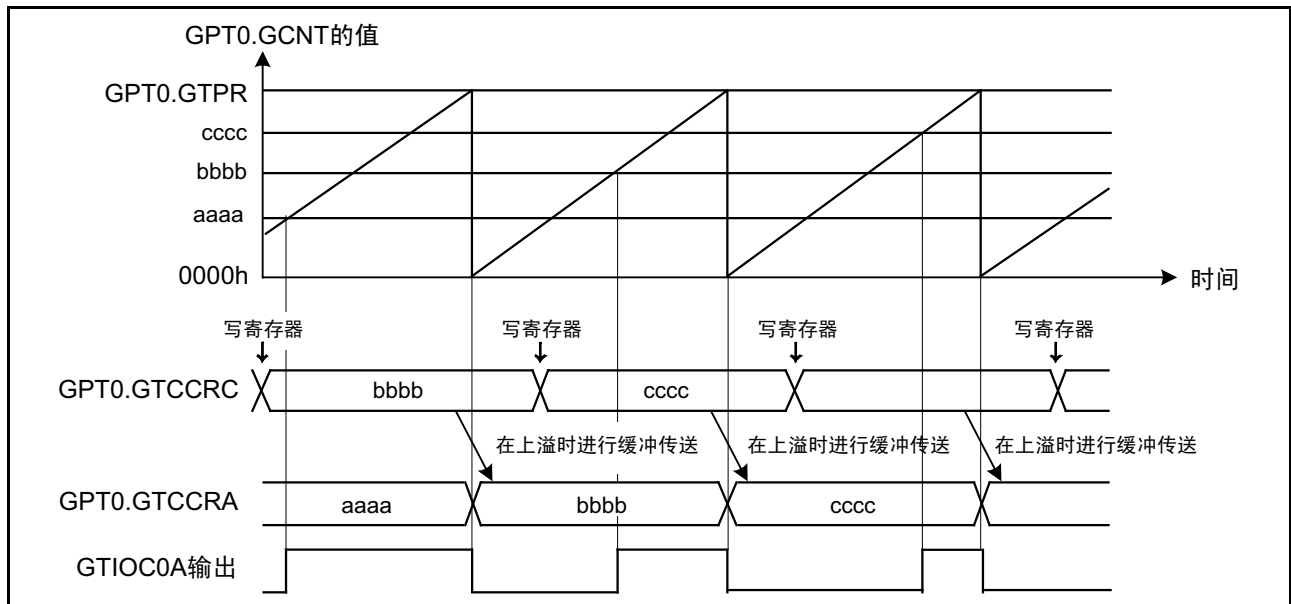 GPT0.GCNT的值
GPT0.GTPR
cccc
bbbb
aaaa
0000h
时间
写寄存器 写寄存器 写寄存器 写寄存器
GPT0.GTCCRC bbbb cccc
在上溢时进行缓冲传送 在上溢时进行缓冲传送 在上溢时进行缓冲传送
GPT0.GTCCRA aaaa bbbb cccc
GTIOC0A输出